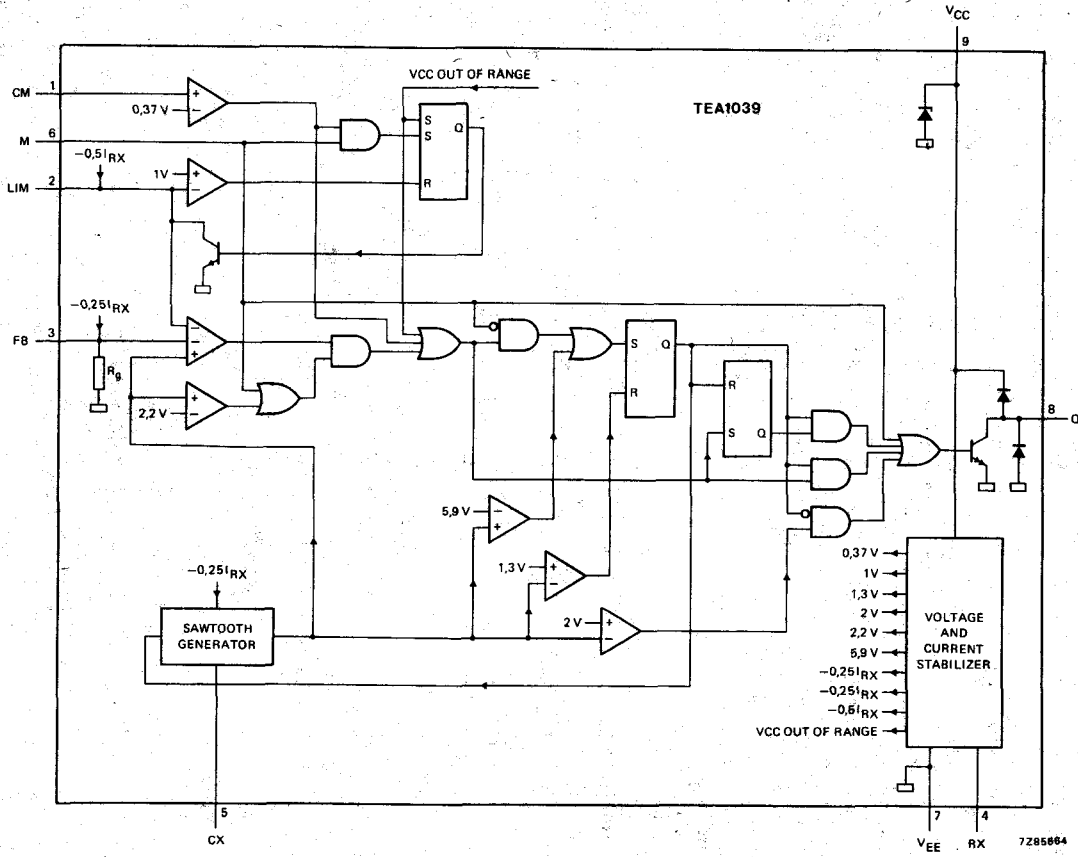 VCC
9
VCC OUT OF RANGE
TEA1039
CM 1
0,37 V
+
−
S
S
Q
R
M 6
−0,5IRX
LIM 2
1V
+
−
−0,25IRX
FB 3
Rg
−
−
+
2,2 V
+
−
S
Q
R
R
S
Q
8
Q
5,9 V
−
+
1,3 V
+
−
2 V
+
−
−0,25IRX
SAWTOOTH
GENERATOR
0,37 V
1V
1,3 V
2 V
2,2 V
5,9 V
−0,25IRX
−0,25IRX
−0,5IRX
VCC OUT OF RANGE
VOLTAGE
AND
CURRENT
STABILIZER
5
CX
7
VEE
4
RX
7Z85664